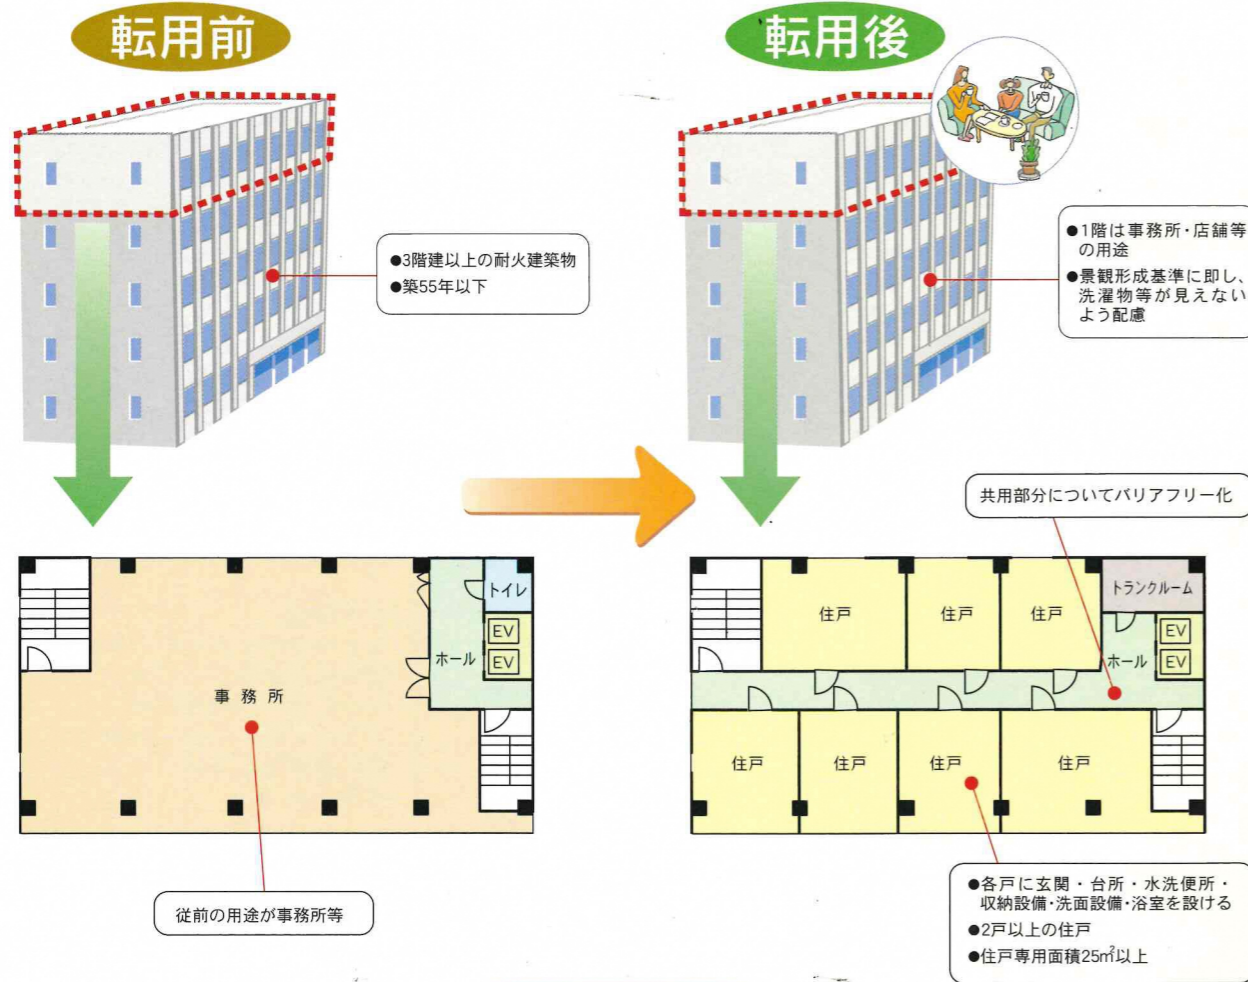 転用前
転用後
●3階建以上の耐火建築物
●築55年以下
●1階は事務所・店舗等
の用途
●景観形成基準に即し、
洗濯物等が見えない
よう配慮
共用部分についてバリアフリー化
トイレ
EV
EV
ホール
事務所
従前の用途が事務所等
住戸
住戸
住戸
トランクルーム
EV
EV
ホール
住戸
住戸
住戸
住戸
●各戸に玄関・台所・水洗便所・
収納設備・洗面設備・浴室を設ける
●2戸以上の住戸
●住戸専用面積25㎡以上